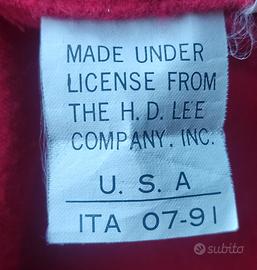 MADE UNDER
LICENSE FROM
THE H. D. LEE
COMPANY, INC.
U. S. A
ITA 07-91
subito